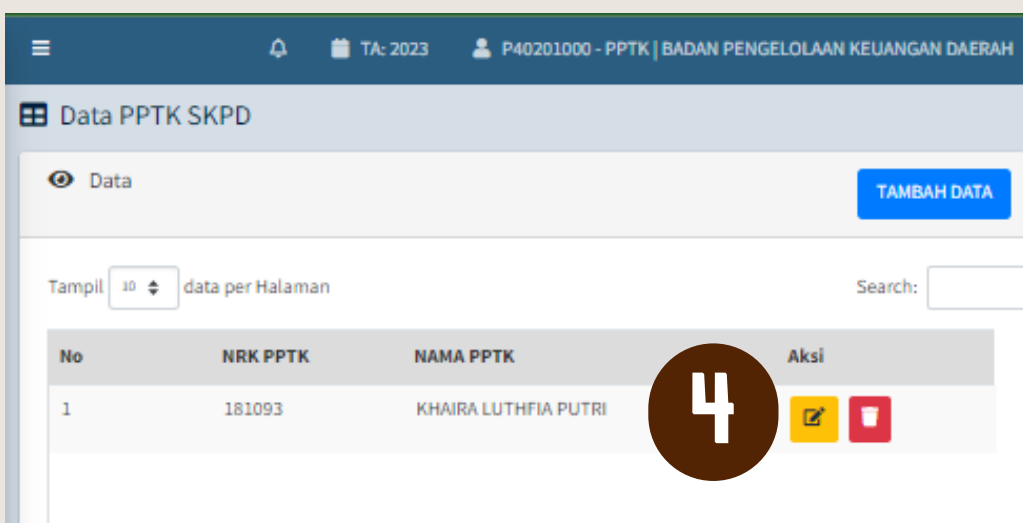 TA: 2023 P40201000 - PPTK | BADAN PENGELOLAAN KEUANGAN DAERAH
Data PPTK SKPD
Data TAMBAH DATA
Tampil 10 data per Halaman Search:
No NRK PPTK NAMA PPTK Aksi
1 181093 KHAIRA LUTHFIA PUTRI 4